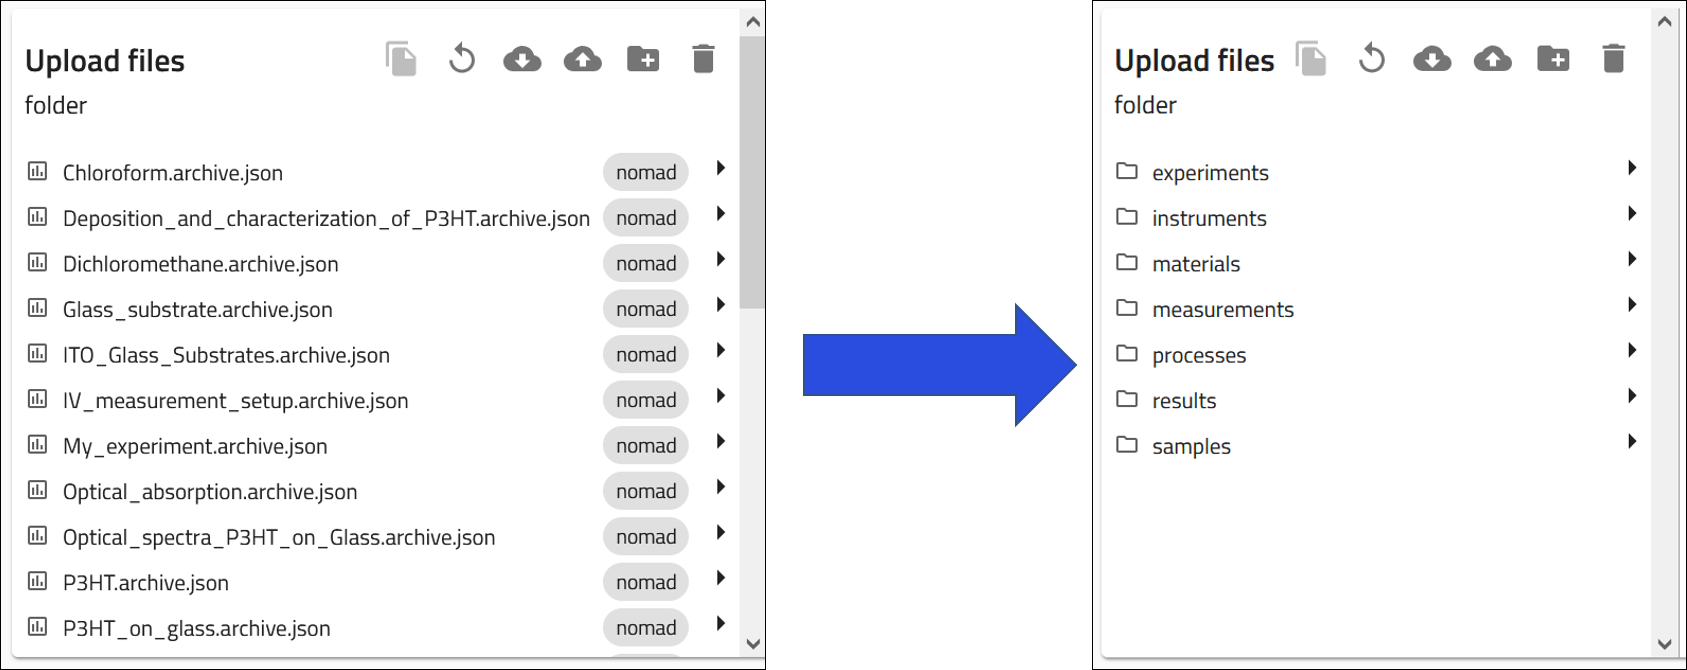 Upload files
folder
Chloroform.archive.json nomad
Deposition_and_characterization_of_P3HT.archive.json nomad
Dichloromethane.archive.json nomad
Glass_substrate.archive.json nomad
ITO_Glass_Substrates.archive.json nomad
IV_measurement_setup.archive.json nomad
My_experiment.archive.json nomad
Optical_absorption.archive.json nomad
Optical_spectra_P3HT_on_Glass.archive.json nomad
P3HT.archive.json nomad
P3HT_on_glass.archive.json nomad
Upload files
folder
experiments
instruments
materials
measurements
processes
results
samples